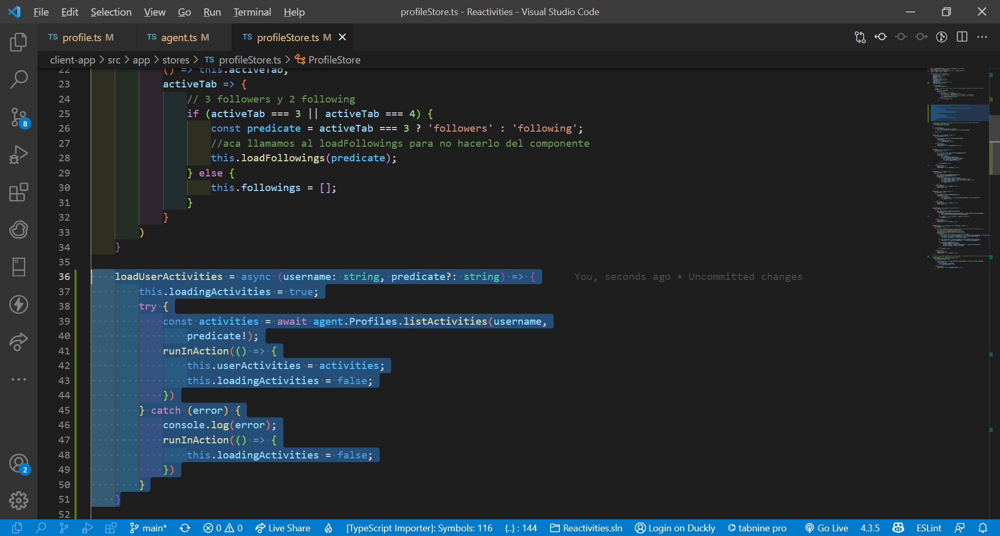 File Edit Selection View Go Run Terminal Help profileStore.ts - Reactivities - Visual Studio Code
TS profile.ts M TS agent.ts M TS profileStore.ts M
client-app > src > app > stores > TS profileStore.ts > ProfileStore
22 () => this.activeTab,
23 activeTab => {
24 // 3 followers y 2 following
25 if (activeTab === 3 || activeTab === 4) {
26 const predicate = activeTab === 3 ? 'followers' : 'following';
27 //aca llamamos al loadFollowings para no hacerlo del componente
28 this.loadFollowings(predicate);
29 } else {
30 this.followings = [];
31 }
32 }
33 )
34 }
35
36 loadUserActivities = async (username: string, predicate?: string) => { You, seconds ago • Uncommitted changes
37 this.loadingActivities = true;
38 try {
39 const activities = await agent.Profiles.listActivities(username,
40 predicate!);
41 runInAction(() => {
42 this.userActivities = activities;
43 this.loadingActivities = false;
44 })
45 } catch (error) {
46 console.log(error);
47 runInAction(() => {
48 this.loadingActivities = false;
49 })
50 }
51 }
52
8
2
main* 0 0 Live Share [TypeScript Importer]: Symbols: 116 {..} : 144 Reactivities.sln Login on Duckly tabnine pro Go Live 4.3.5 ESLint